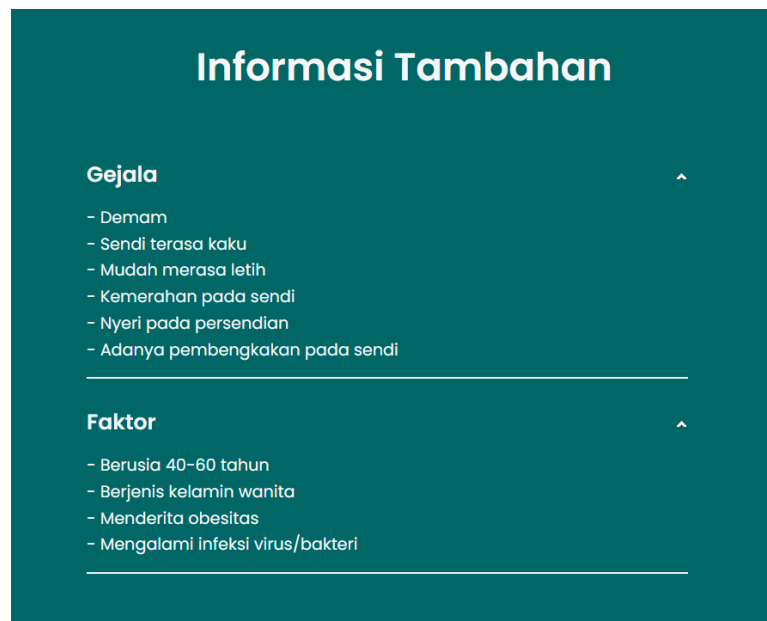 Informasi Tambahan
Gejala
- Demam
- Sendi terasa kaku
- Mudah merasa letih
- Kemerahan pada sendi
- Nyeri pada persendian
- Adanya pembengkakan pada sendi
Faktor
- Berusia 40-60 tahun
- Berjenis kelamin wanita
- Menderita obesitas
- Mengalami infeksi virus/bakteri